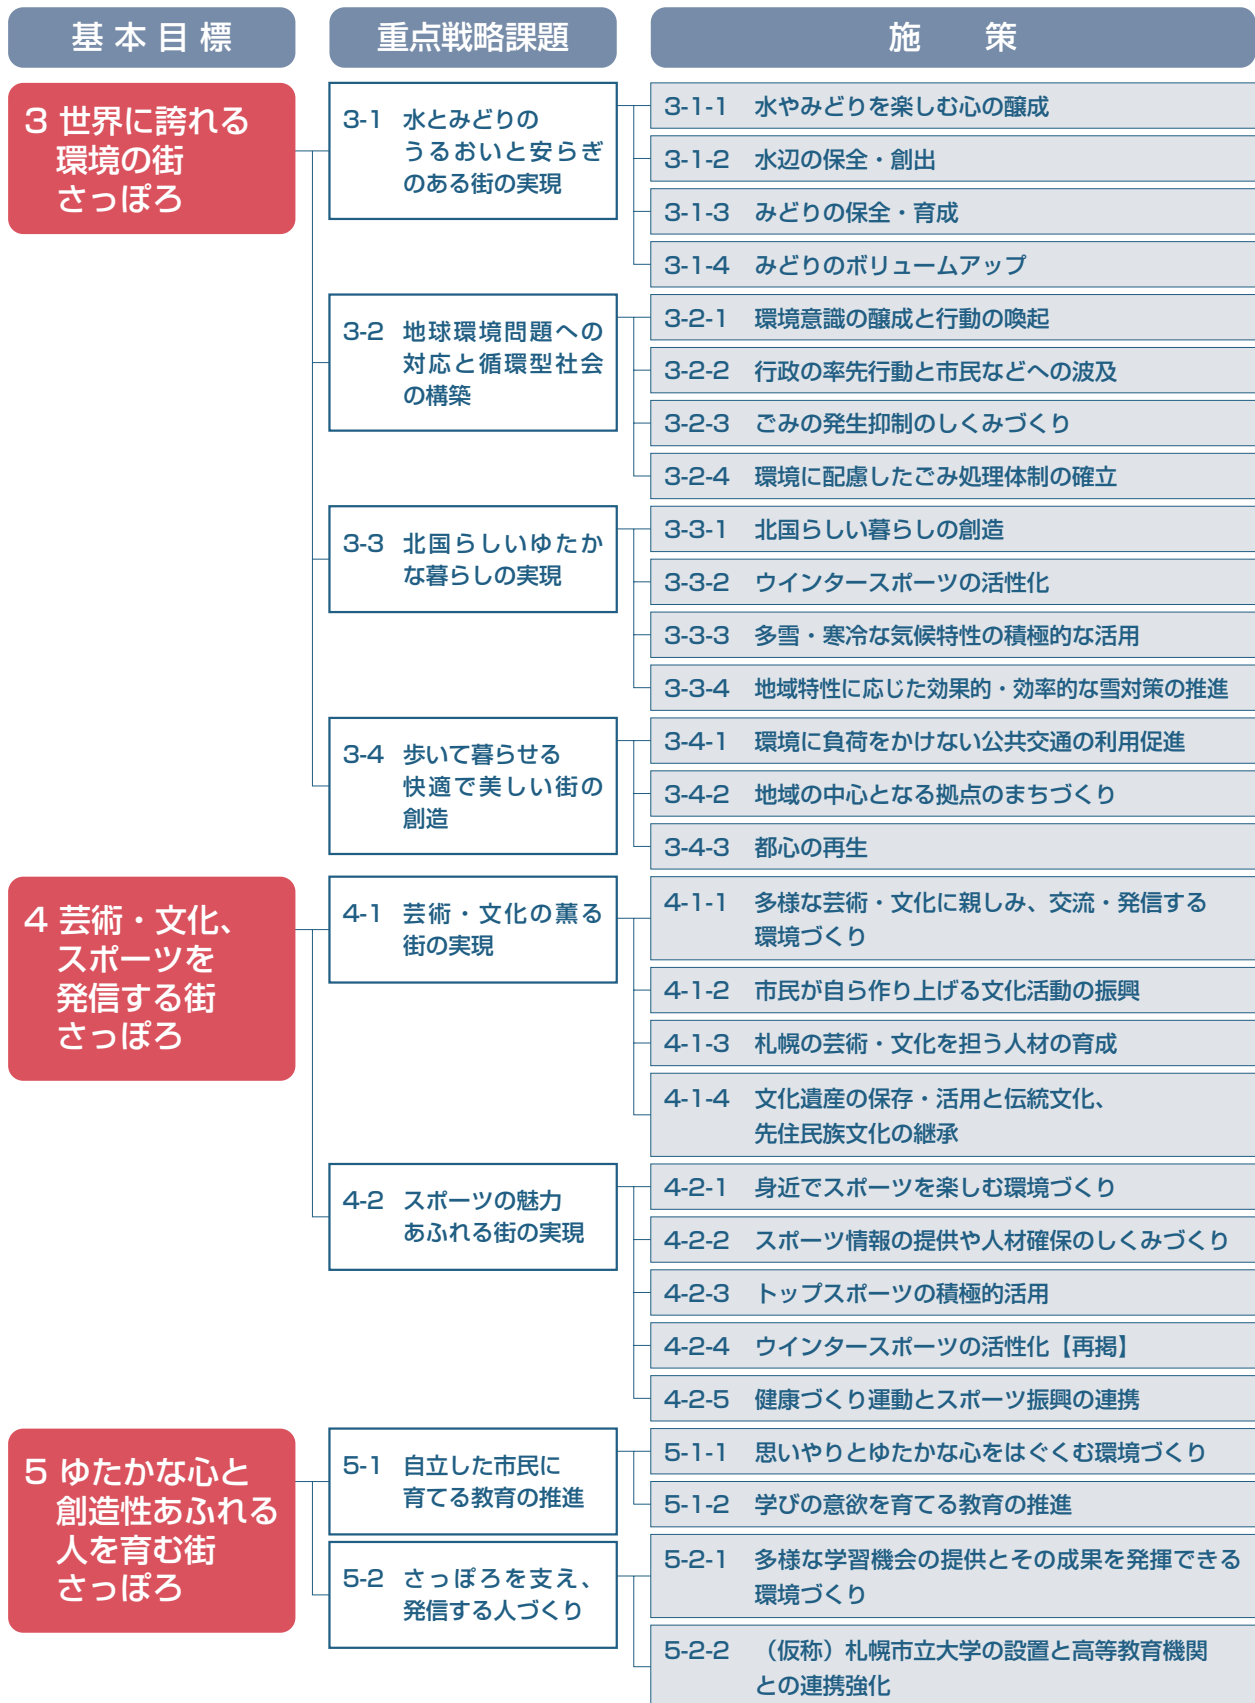 基本目標
重点戦略課題
施　策
3 世界に誇れる
環境の街
さっぽろ
3-1 水とみどりの
うるおいと安らぎ
のある街の実現
3-1-1 水やみどりを楽しむ心の醸成
3-1-2 水辺の保全・創出
3-1-3 みどりの保全・育成
3-1-4 みどりのボリュームアップ
3-2 地球環境問題への
対応と循環型社会
の構築
3-2-1 環境意識の醸成と行動の喚起
3-2-2 行政の率先行動と市民などへの波及
3-2-3 ごみの発生抑制のしくみづくり
3-2-4 環境に配慮したごみ処理体制の確立
3-3 北国らしいゆたか
な暮らしの実現
3-3-1 北国らしい暮らしの創造
3-3-2 ウインタースポーツの活性化
3-3-3 多雪・寒冷な気候特性の積極的な活用
3-3-4 地域特性に応じた効果的・効率的な雪対策の推進
3-4 歩いて暮らせる
快適で美しい街の
創造
3-4-1 環境に負荷をかけない公共交通の利用促進
3-4-2 地域の中心となる拠点のまちづくり
3-4-3 都心の再生
4 芸術・文化、
スポーツを
発信する街
さっぽろ
4-1 芸術・文化の薫る
街の実現
4-1-1 多様な芸術・文化に親しみ、交流・発信する
環境づくり
4-1-2 市民が自ら作り上げる文化活動の振興
4-1-3 札幌の芸術・文化を担う人材の育成
4-1-4 文化遺産の保存・活用と伝統文化、
先住民族文化の継承
4-2 スポーツの魅力
あふれる街の実現
4-2-1 身近でスポーツを楽しむ環境づくり
4-2-2 スポーツ情報の提供や人材確保のしくみづくり
4-2-3 トップスポーツの積極的活用
4-2-4 ウインタースポーツの活性化【再掲】
4-2-5 健康づくり運動とスポーツ振興の連携
5 ゆたかな心と
創造性あふれる
人を育む街
さっぽろ
5-1 自立した市民に
育てる教育の推進
5-1-1 思いやりとゆたかな心をはぐくむ環境づくり
5-1-2 学びの意欲を育てる教育の推進
5-2 さっぽろを支え、
発信する人づくり
5-2-1 多様な学習機会の提供とその成果を発揮できる
環境づくり
5-2-2 （仮称）札幌市立大学の設置と高等教育機関
との連携強化